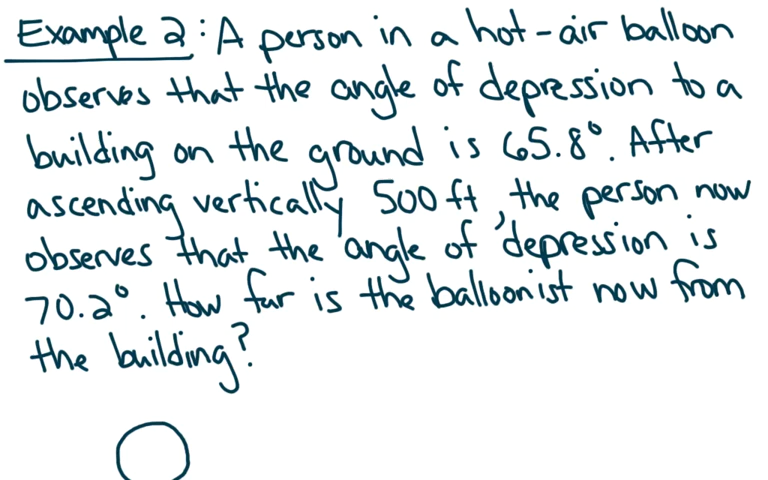 Example 2: A person in a hot-air balloon
observes that the angle of depression to a
building on the ground is 65.8°. After
ascending vertically 500 ft, the person now
observes that the angle of depression is
70.2°. How far is the balloonist now from
the building?